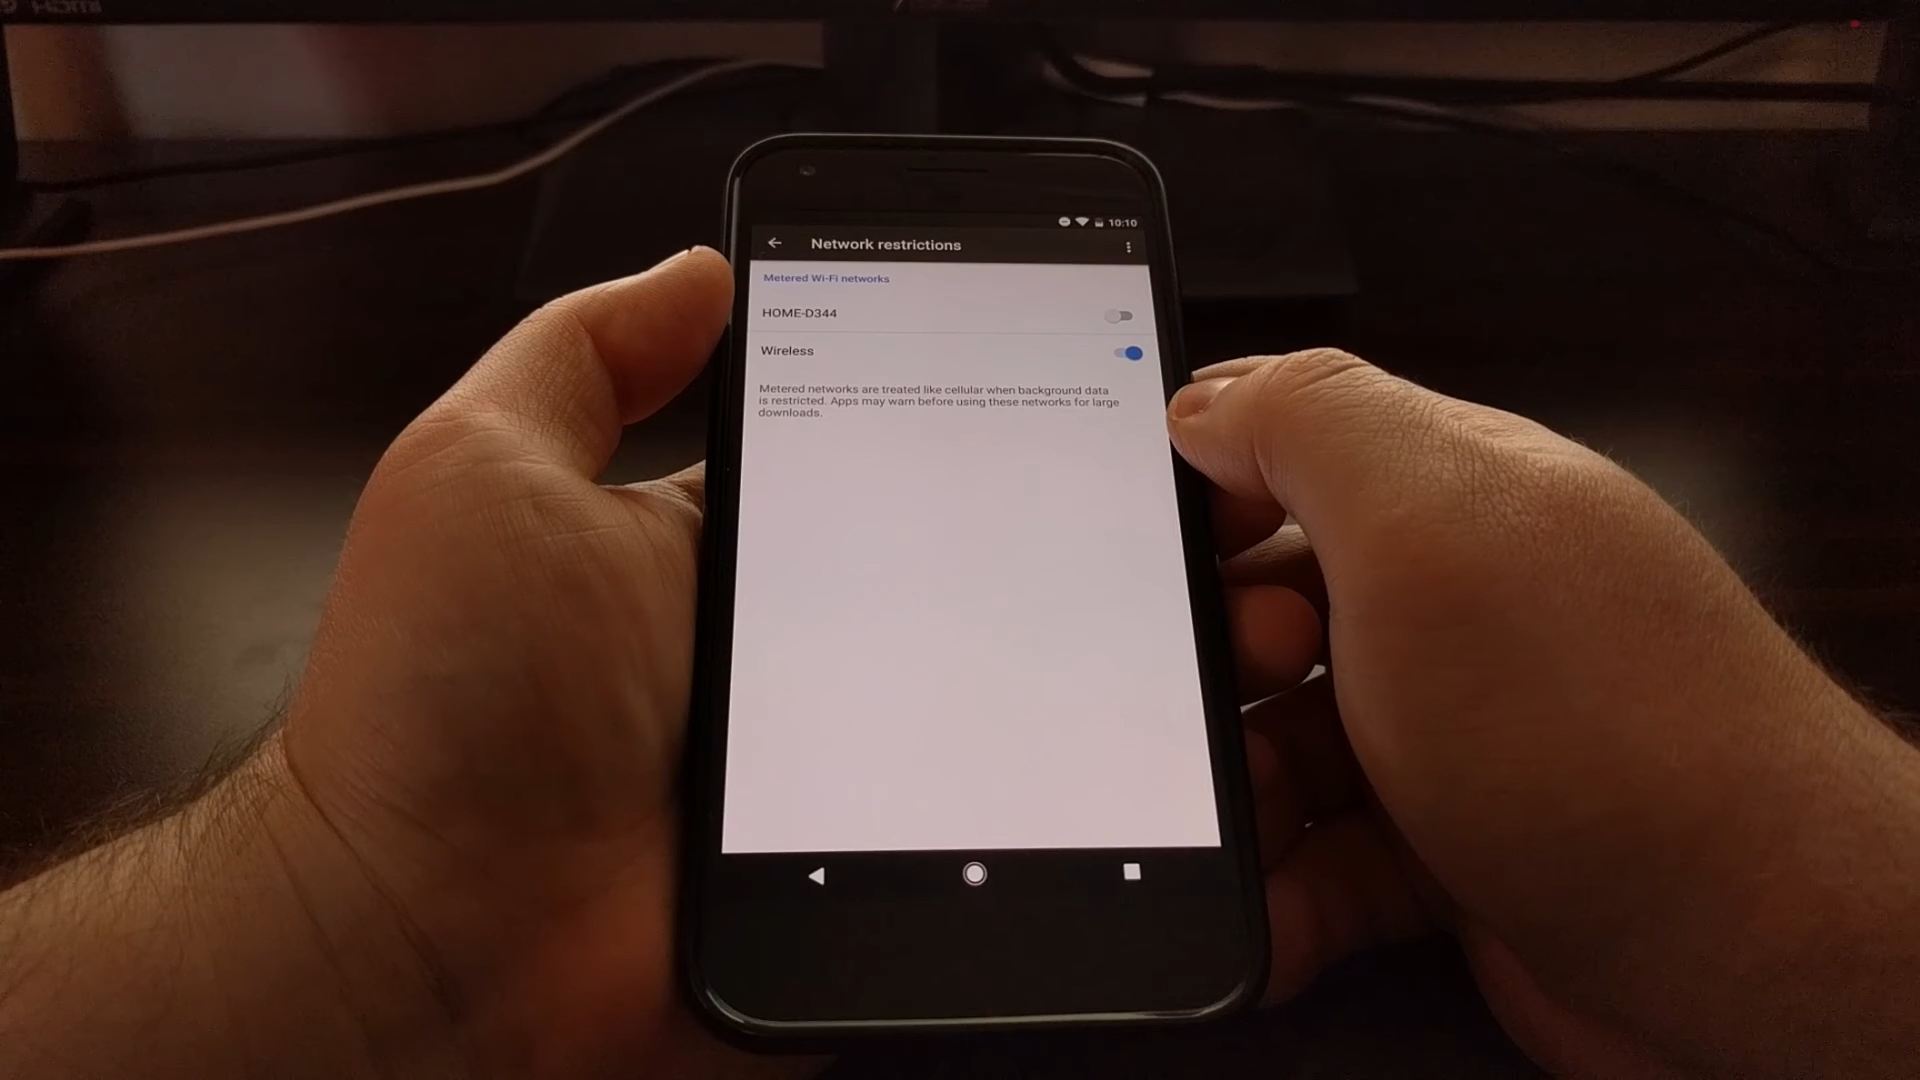 HDMI
10:10
Network restrictions
Metered Wi-Fi networks
HOME-D344
Wireless
Metered networks are treated like cellular when background data
is restricted. Apps may warn before using these networks for large
downloads.